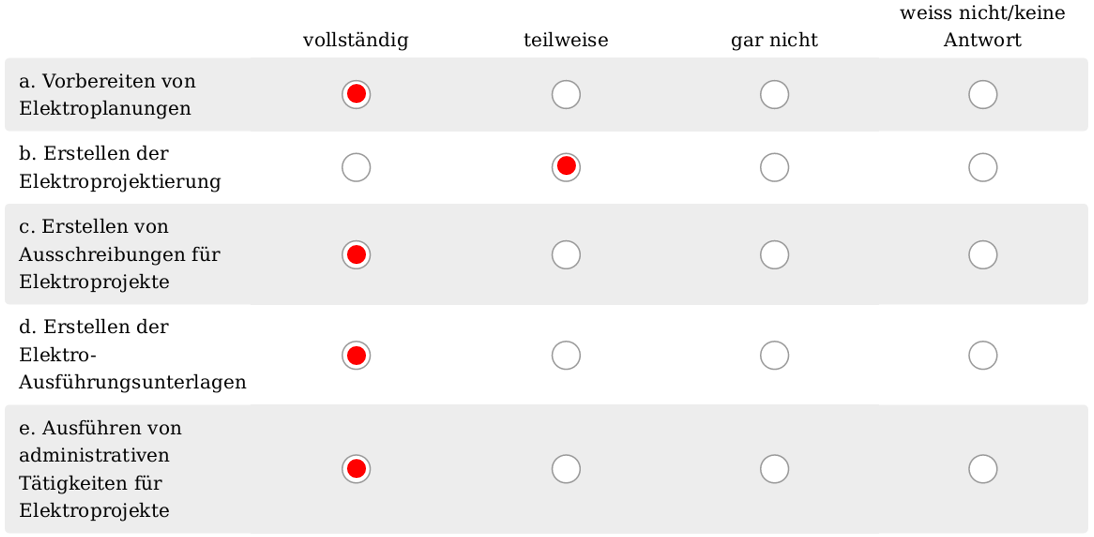 weiss nicht/keine
vollständig teilweise gar nicht Antwort
a. Vorbereiten von
Elektroplanungen
b. Erstellen der
Elektroprojektierung
c. Erstellen von
Ausschreibungen für
Elektroprojekte
d. Erstellen der
Elektro-
Ausführungsunterlagen
e. Ausführen von
administrativen
Tätigkeiten für
Elektroprojekte